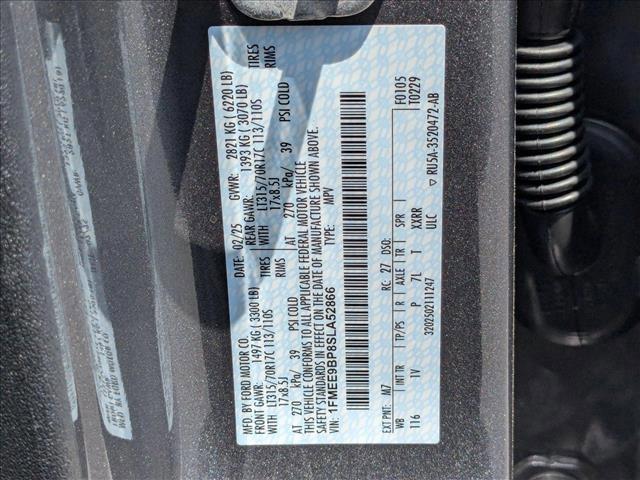 MFD. BY FORD MOTOR CO.
DATE: 02/25 GVWR: 2821 KG ( 6220 LB)
FRONT GAWR: 1497 KG ( 3300 LB) REAR GAWR: 1393 KG ( 3070 LB)
WITH LT315/70R17C 113/110S TIRES WITH LT315/70R17C 113/110S TIRES
17x8.5J RIMS 17x8.5J RIMS
AT 270 kPa/ 39 PSI COLD AT 270 kPa/ 39 PSI COLD
THIS VEHICLE CONFORMS TO ALL APPLICABLE FEDERAL MOTOR VEHICLE
SAFETY STANDARDS IN EFFECT ON THE DATE OF MANUFACTURE SHOWN ABOVE.
VIN: 1FMEE9BP8SLA52866 TYPE: MPV
F0105
T0229
EXT PNT: M7 RC: 27 DSO:
WB INT TR TP/PS R AXLE TR SPR
116 1V P 7L T XXRR
3202502111247 ULC
RU5A-3520472-AB